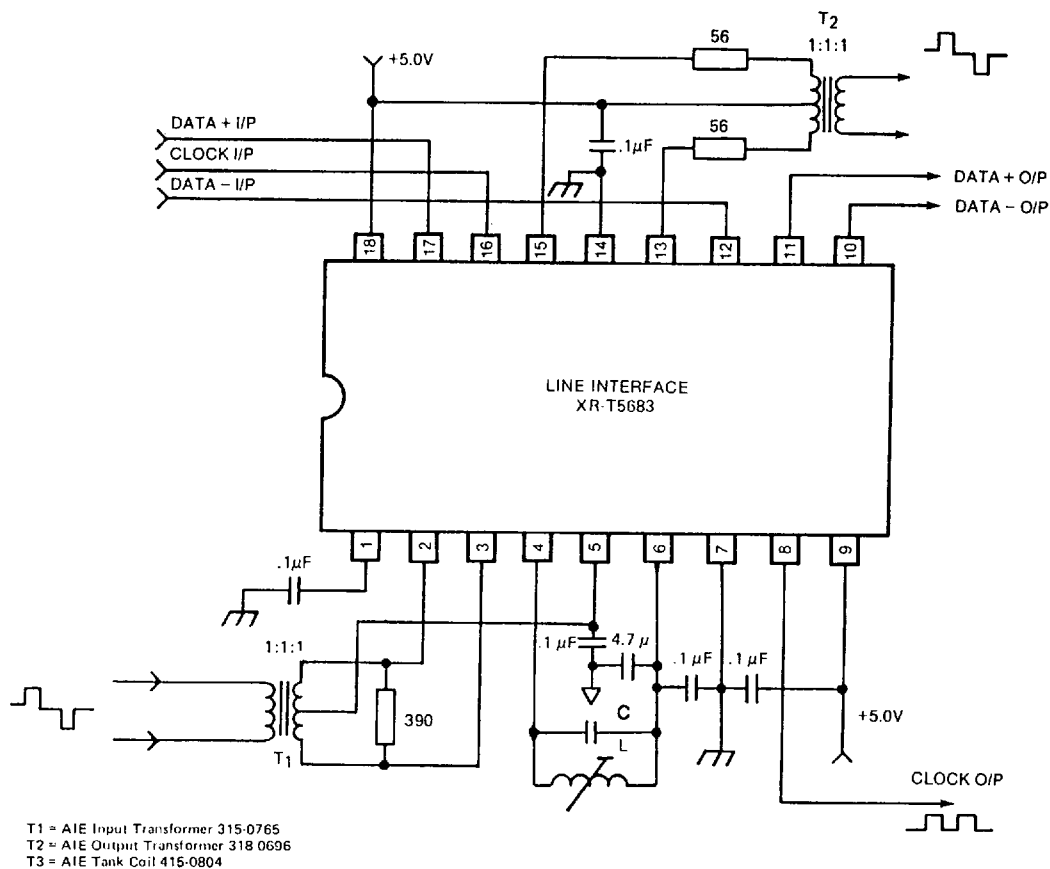 T2
1:1:1
56
+5.0V
56
.1µF
DATA + I/P
CLOCK I/P
DATA – I/P
DATA + O/P
DATA – O/P
18 17 16 15 14 13 12 11 10
LINE INTERFACE
XR-T5683
1 2 3 4 5 6 7 8 9
.1µF
.1 µF
4.7 µ
.1 µF
.1 µF
1:1:1
390
T1
C
L
+5.0V
CLOCK O/P
T1 = AIE Input Transformer 315-0765
T2 = AIE Output Transformer 318 0696
T3 = AIE Tank Coil 415-0804